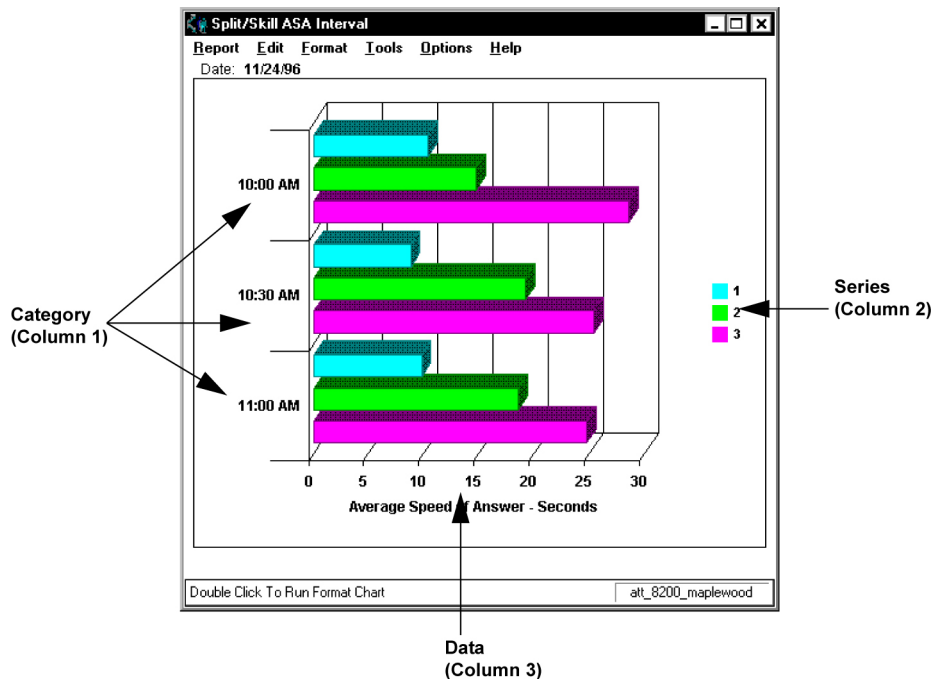 Split/Skill ASA Interval
Report Edit Format Tools Options Help
Date: 11/24/96
10:00 AM
10:30 AM
11:00 AM
Category
(Column 1)
1
2
3
Series
(Column 2)
0 5 10 15 20 25 30
Average Speed of Answer - Seconds
Double Click To Run Format Chart
att_8200_maplewood
Data
(Column 3)